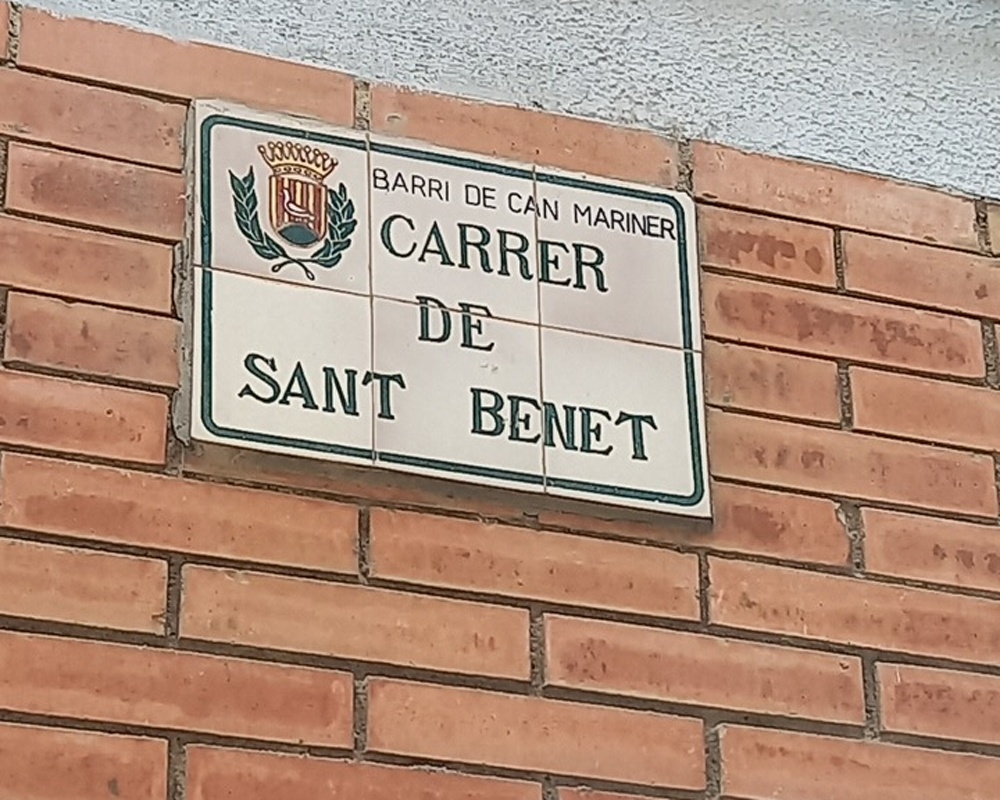 BARRI DE CAN MARINER
CARRER
DE
SANT BENET